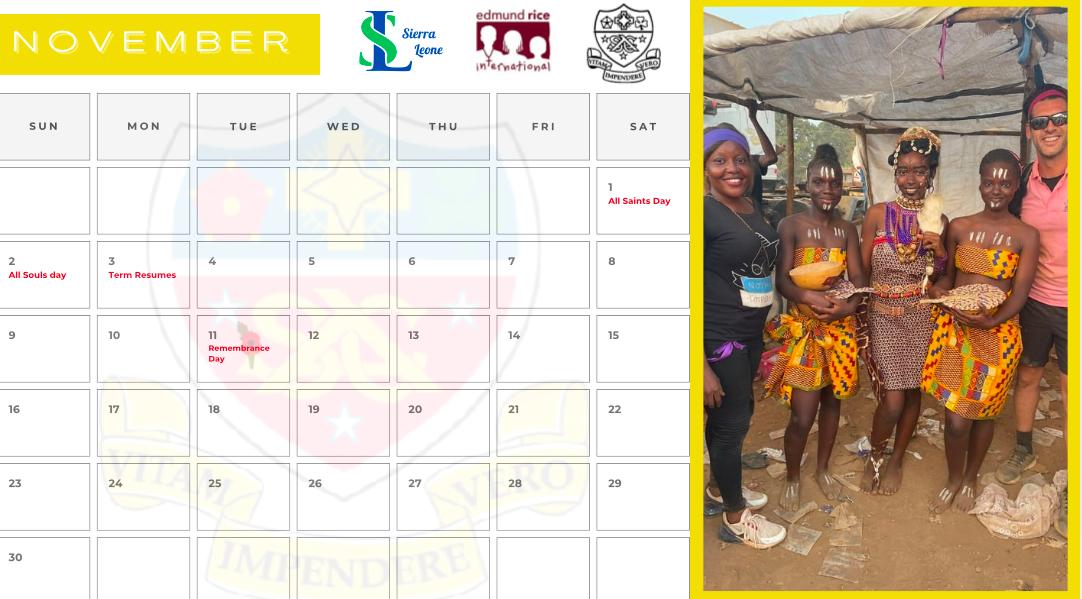 NOVEMBER
Sierra
Leone
edmund rice
international
VITAM
IMPENDERE
VERO
SUN MON TUE WED THU FRI SAT
1
All Saints Day
2 3 4 5 6 7 8
All Souls day Term Resumes
9 10 11 12 13 14 15
Remembrance
Day
16 17 18 19 20 21 22
23 24 25 26 27 28 29
30
VITAM
IMPENDERE
VERO